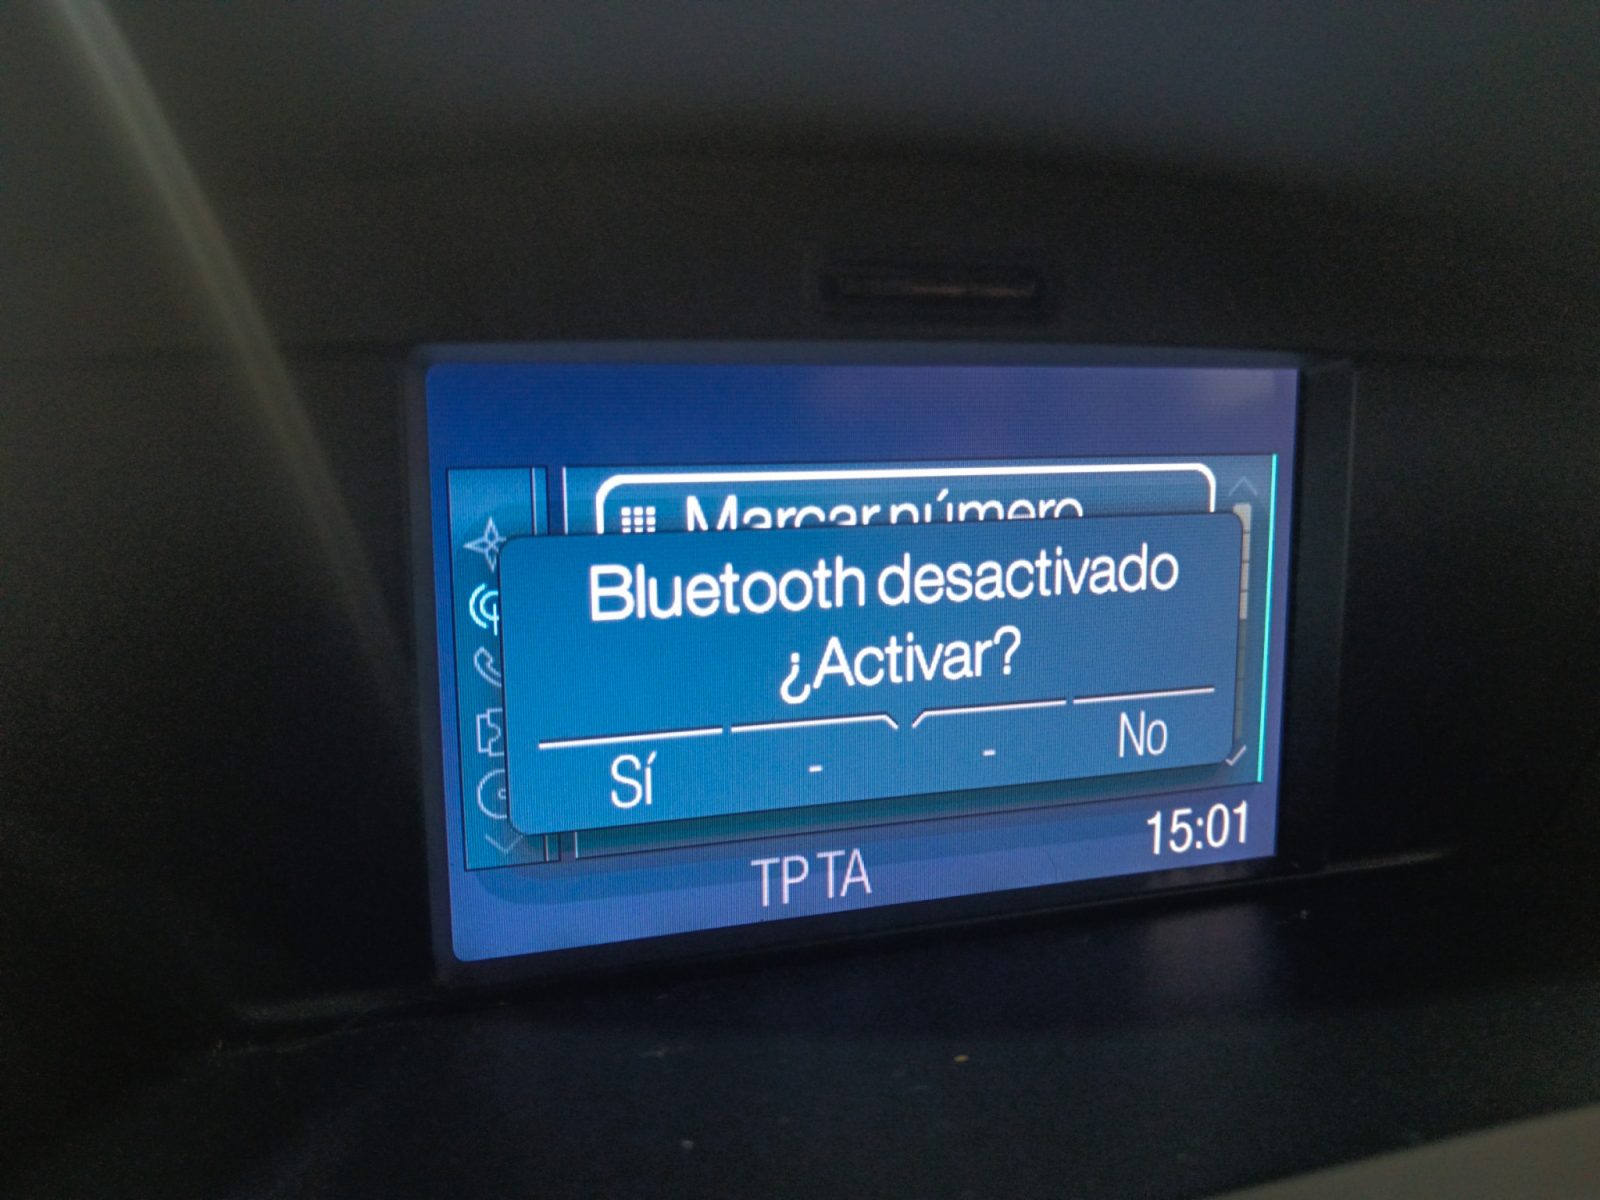 Marcar número
Bluetooth desactivado
¿Activar?
Sí - - No
15:01
TP TA